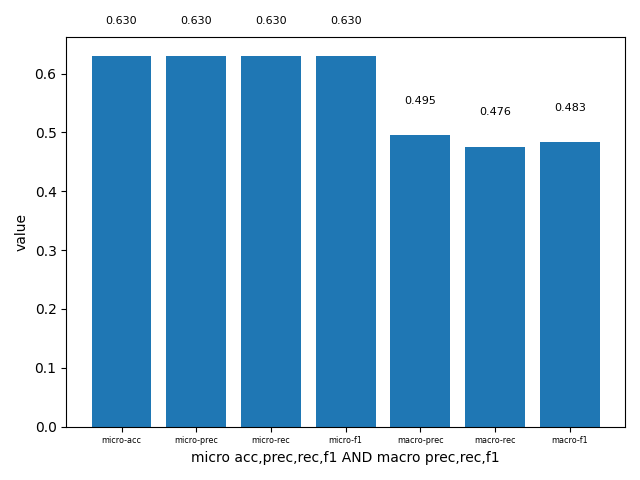 0.630 0.630 0.630 0.630
0.495 0.476 0.483
0.6
0.5
0.4
0.3
0.2
0.1
0.0
value
micro-acc micro-prec micro-rec micro-f1 macro-prec macro-rec macro-f1
micro acc,prec,rec,f1 AND macro prec,rec,f1